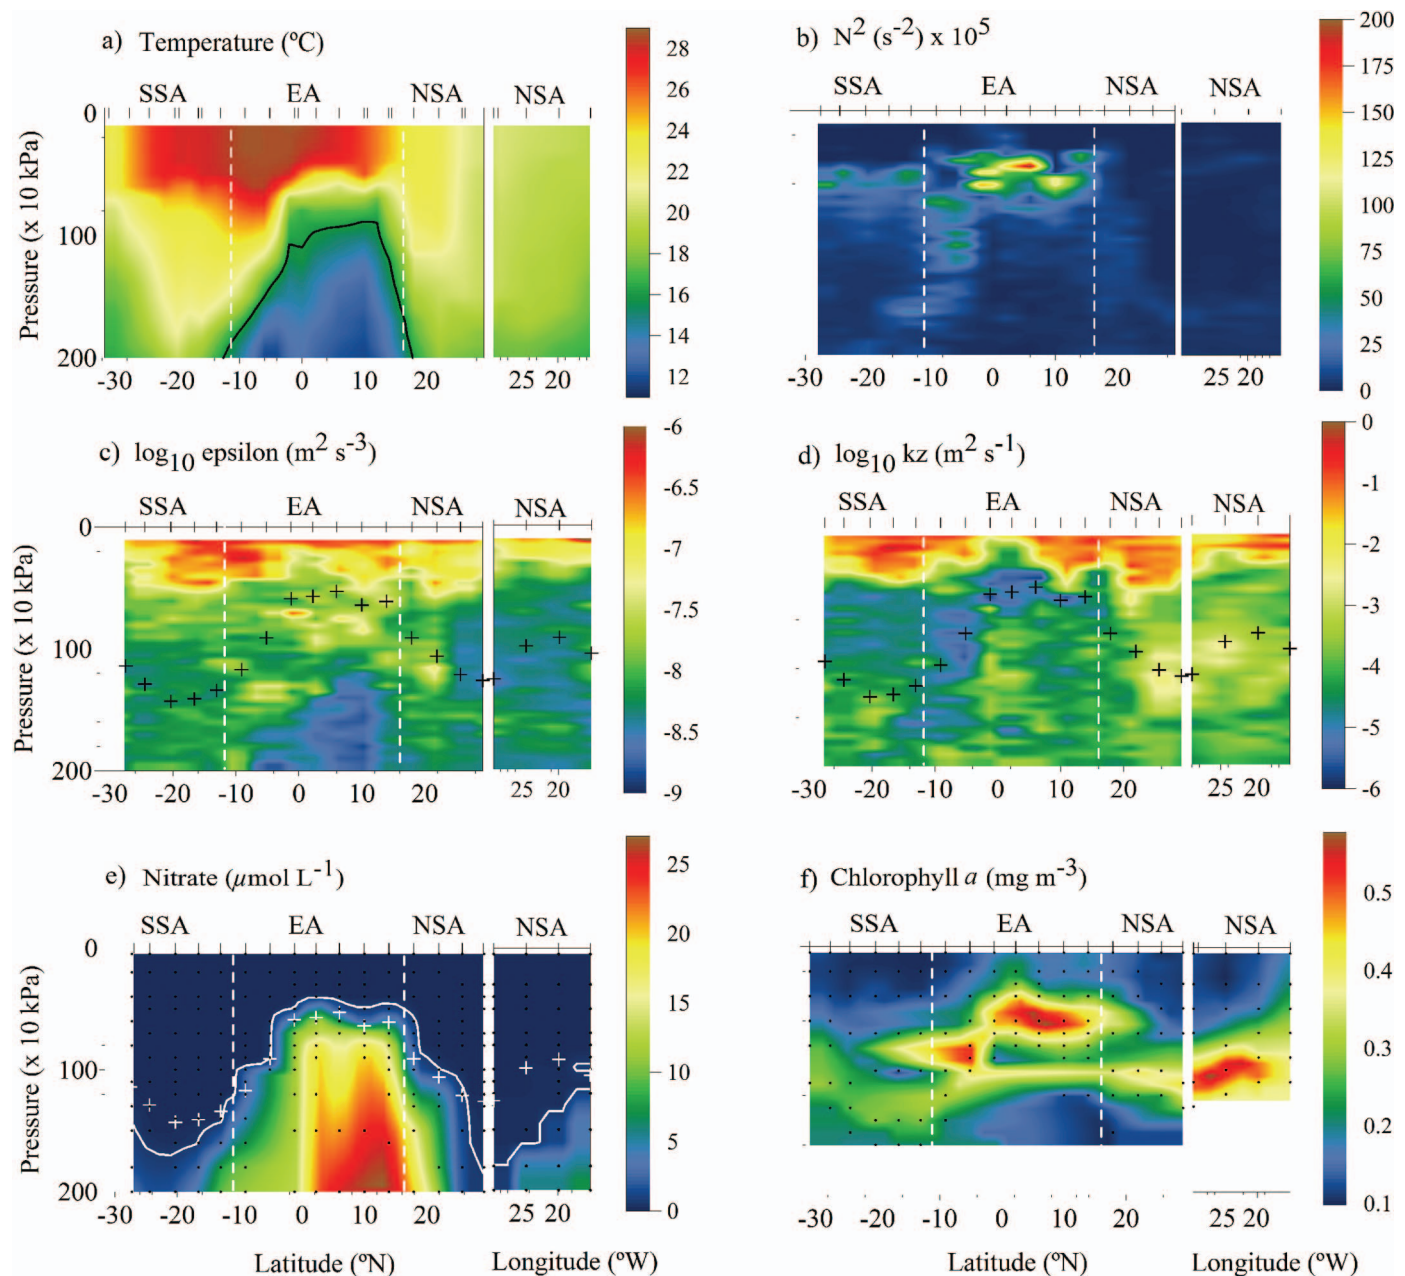 a) Temperature (ºC)
b) N² (s⁻²) x 10⁵
SSA EA NSA NSA
SSA EA NSA NSA
Pressure (x 10 kPa)
0
100
200
-30 -20 -10 0 10 20 25 20
28
26
24
22
20
18
16
14
12
-30 -20 -10 0 10 20 25 20
200
175
150
125
100
75
50
25
0
c) log₁₀ epsilon (m² s⁻³)
d) log₁₀ kz (m² s⁻¹)
SSA EA NSA NSA
SSA EA NSA NSA
Pressure (x 10 kPa)
0
100
200
-30 -20 -10 0 10 20 25 20
-6
-6.5
-7
-7.5
-8
-8.5
-9
-30 -20 -10 0 10 20 25 20
0
-1
-2
-3
-4
-5
-6
e) Nitrate (µmol L⁻¹)
f) Chlorophyll a (mg m⁻³)
SSA EA NSA NSA
SSA EA NSA NSA
Pressure (x 10 kPa)
0
100
200
-30 -20 -10 0 10 20 25 20
25
20
15
10
5
0
-30 -20 -10 0 10 20 25 20
0.5
0.4
0.3
0.2
0.1
Latitude (ºN) Longitude (ºW)
Latitude (ºN) Longitude (ºW)